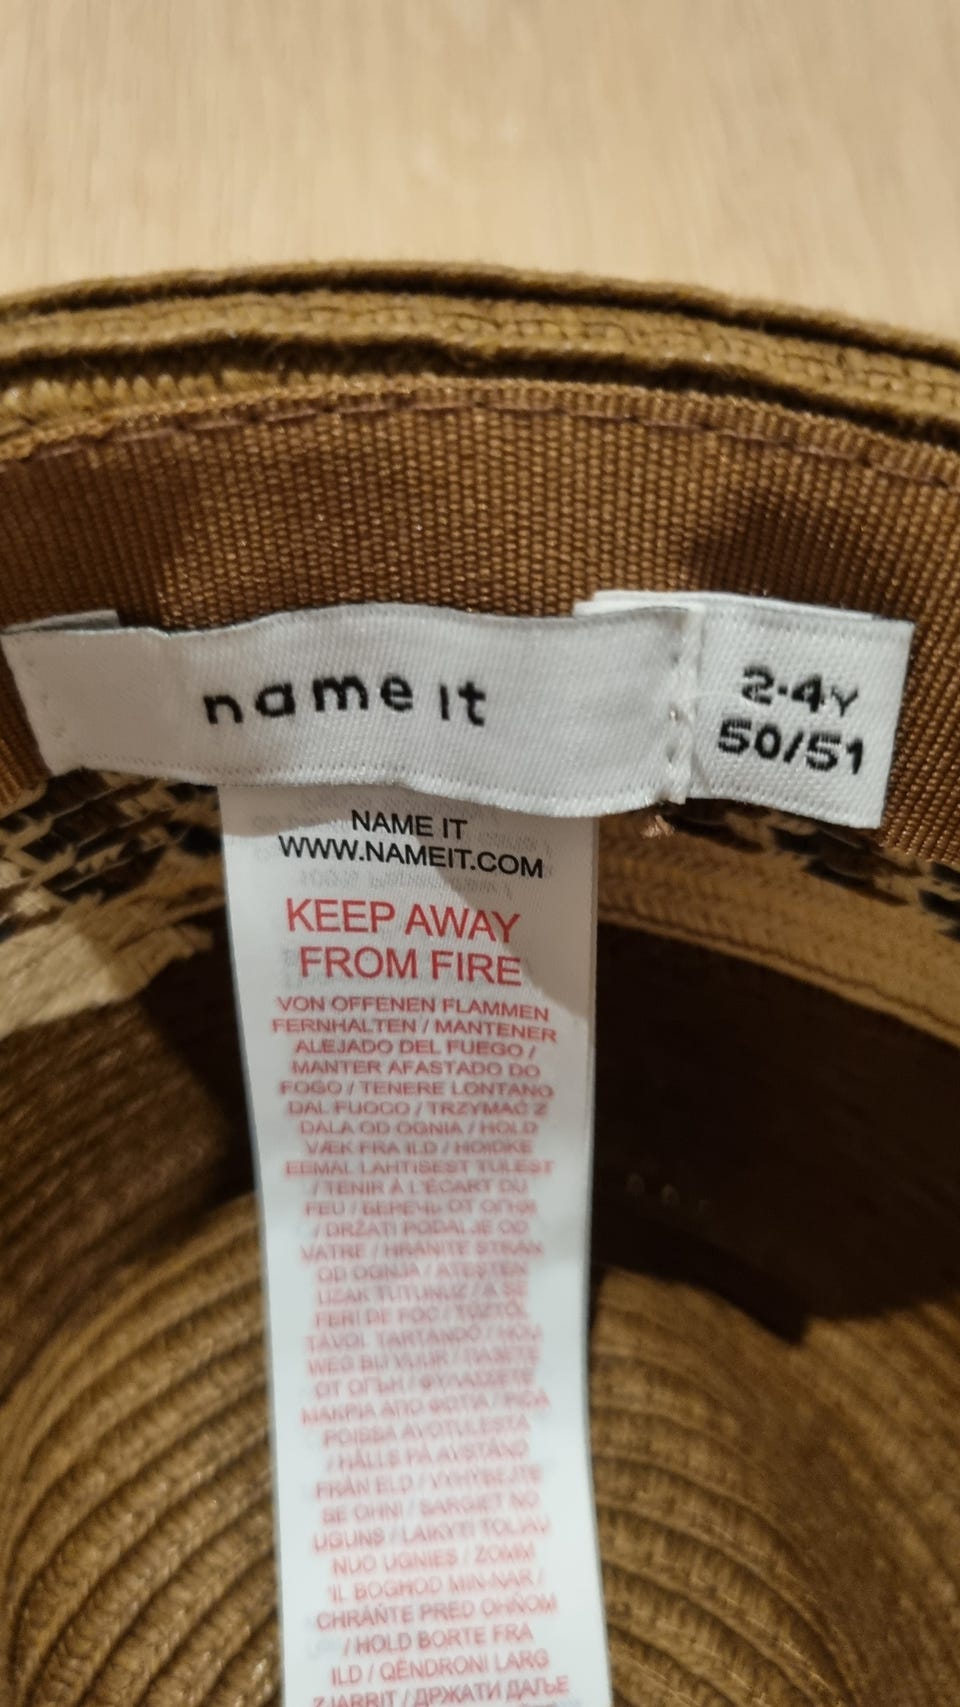 name it
2-4Y
50/51
NAME IT
WWW.NAMEIT.COM
KEEP AWAY
FROM FIRE
VON OFFENEN FLAMMEN
FERNHALTEN / MANTENER
ALEJADO DEL FUEGO /
MANTER AFASTADO DO
FOGO / TENERE LONTANO
DAL FUOCO / TRZYMAĆ Z
DALA OD OGNIA / HOLD
VÆK FRA ILD / HOIDKE
EEMAL LAHTISEST TULEST
/ TENIR À L'ÉCART DU
FEU / БЕРЕЧЬ ОТ ОГНЯ
/ DRŽATI PODALJE OD
VATRE / HRANITE STRAN
OD OGNJA / ATEŞTEN
UZAK TUTUNUZ / A SE
FERI DE FOC / TŰZTŐL
TÁVOL TARTANDÓ / HOU
WEG BIJ VUUR / ПАЗЕТЕ
ОТ ОГЪН / ΦΥΛΑΣΣΕΤΕ
ΜΑΚΡΙΑ ΑΠΟ ΦΩΤΙΑ / PIDÄ
POISSA AVOTULESTA
/ HÅLLS PÅ AVSTÅND
FRÅN ELD / VYHÝBEJTE
SE OHNI / SARGIET NO
UGUNS / LAIKYTI TOLIAU
NUO UGNIES / ŻOMM
'IL BOGHOD MIN-NAR /
CHRÁŇTE PRED OHŇOM
/ HOLD BORTE FRA
ILD / QËNDRONI LARG
ZJARRIT / ДРЖАТИ ДАЉЕ